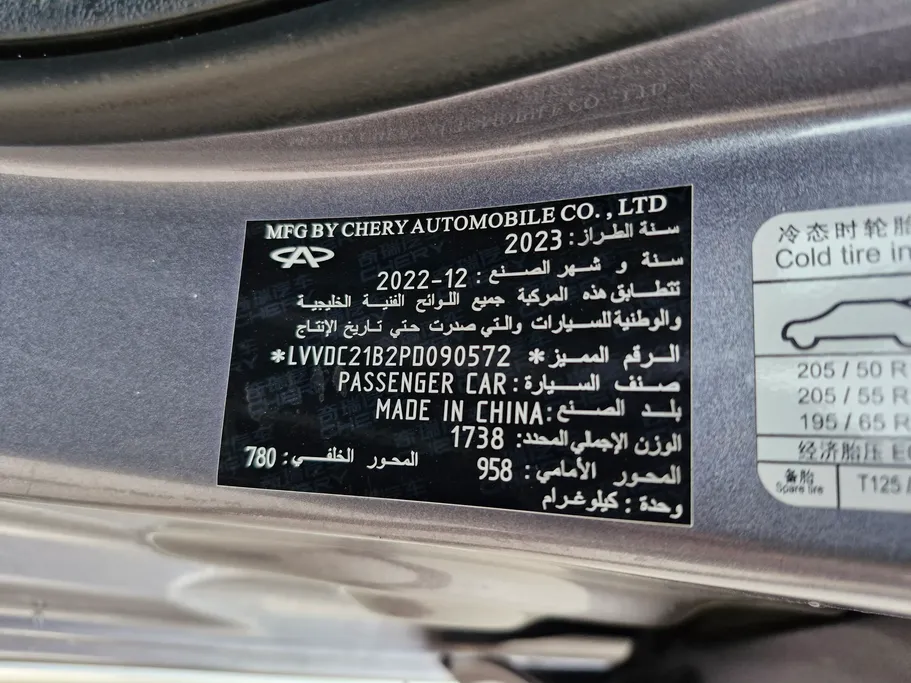 MFG BY CHERY AUTOMOBILE CO. , LTD
سنة الطراز: 2023
سنة و شهر الصنع : 2022-12
تتطابق هذه المركبة جميع اللوائح الفنية الخليجية
والوطنية للسيارات والتي صدرت حتي تاريخ الإنتاج
الرقم المميز *LVVDC21B2PD090572*
صنف السيارة: PASSENGER CAR
بلد الصنع: MADE IN CHINA
الوزن الإجمالي المحدد: 1738
المحور الأمامي: 958 المحور الخلفي: 780
وحدة : كيلوغرام
冷态时轮胎
Cold tire in
205 / 50 R
205 / 55 R
195 / 65 R
经济胎压 EC
备胎
Spare tire
T125 /